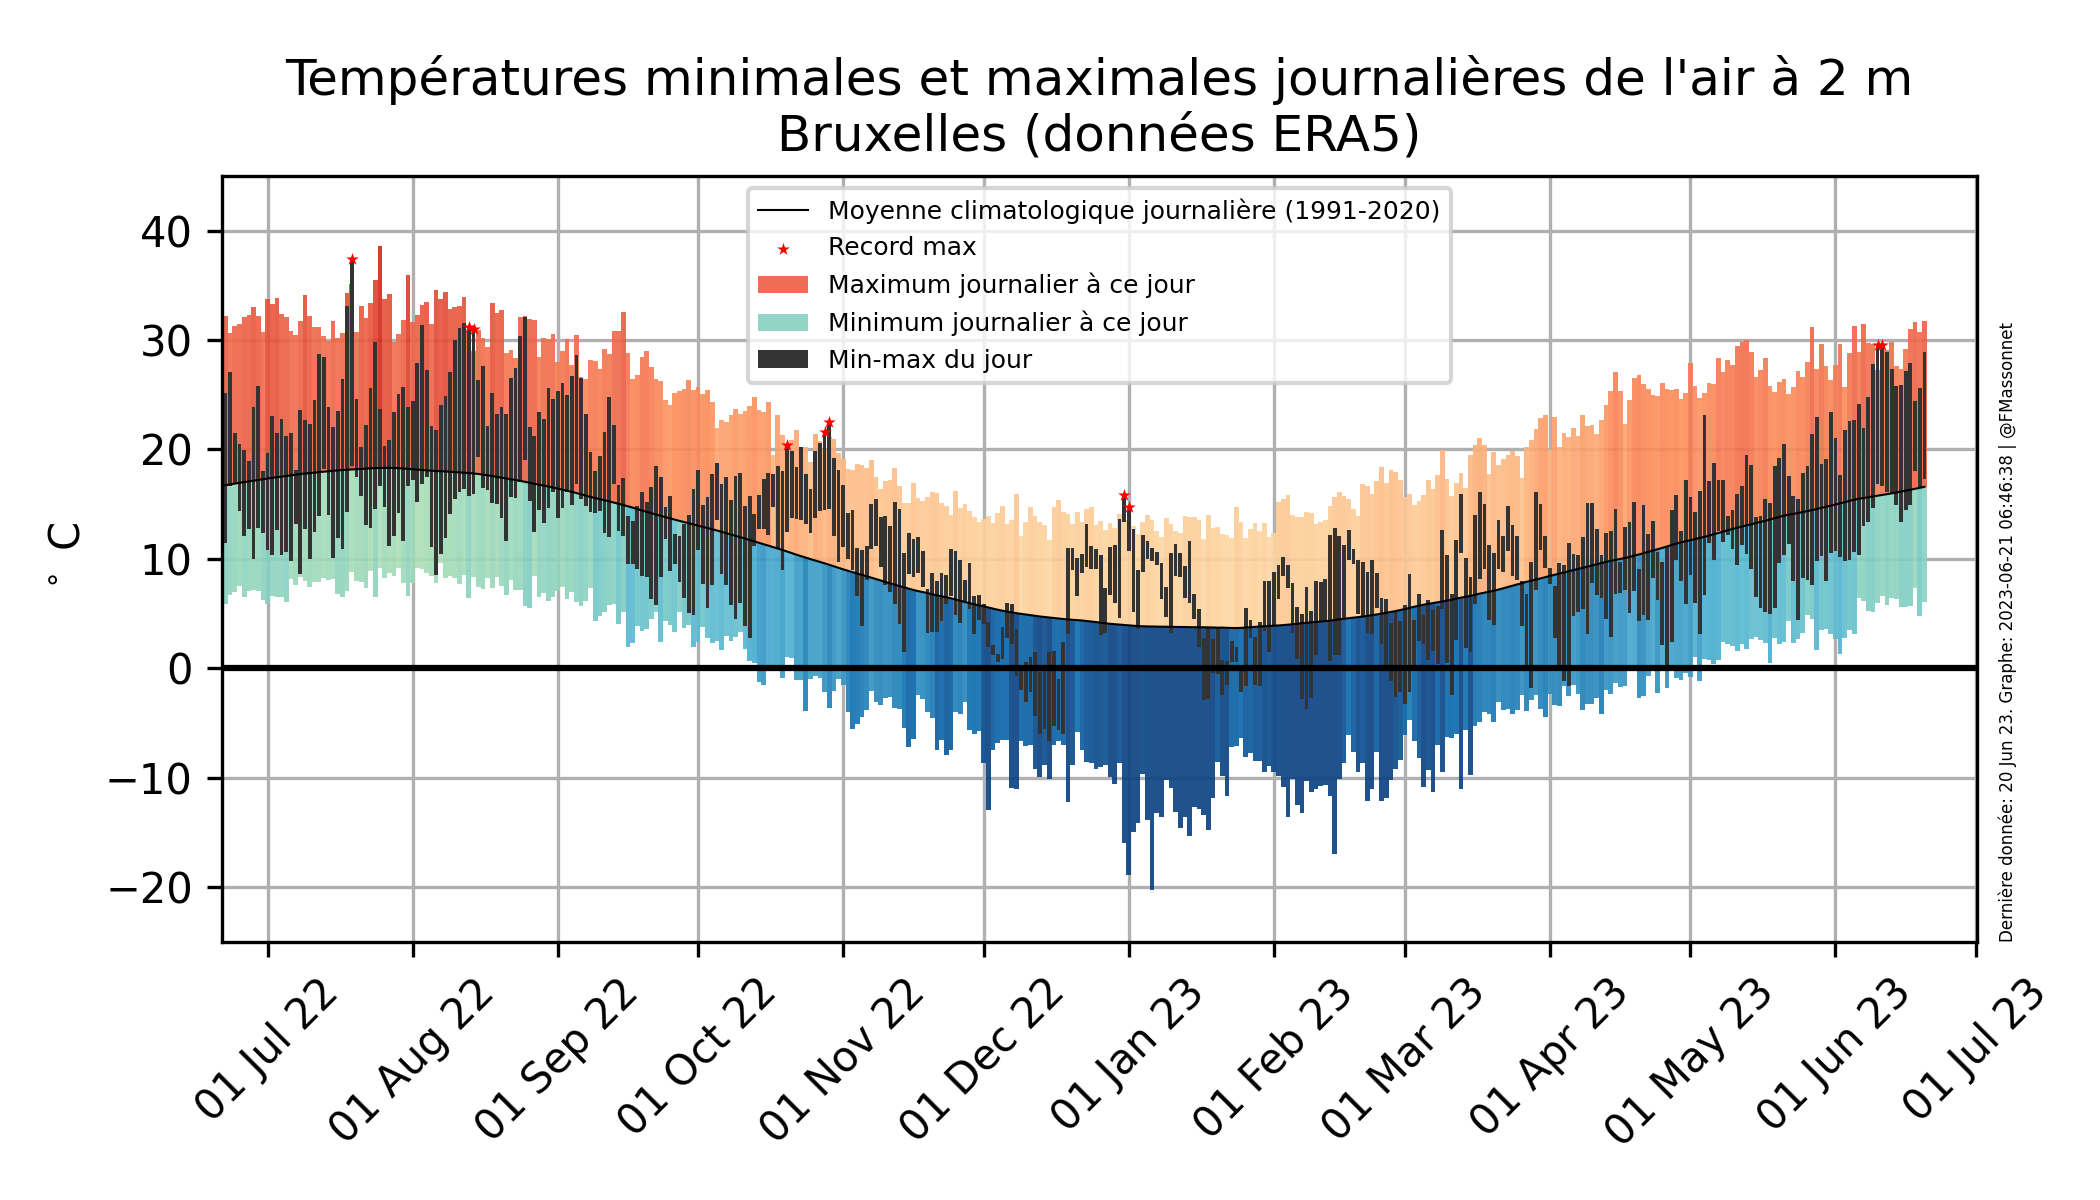 Températures minimales et maximales journalières de l'air à 2 m
Bruxelles (données ERA5)
Moyenne climatologique journalière (1991-2020)
Record max
Maximum journalier à ce jour
Minimum journalier à ce jour
Min-max du jour
° C
40
30
20
10
0
−10
−20
01 Jul 22
01 Aug 22
01 Sep 22
01 Oct 22
01 Nov 22
01 Dec 22
01 Jan 23
01 Feb 23
01 Mar 23
01 Apr 23
01 May 23
01 Jun 23
01 Jul 23
Dernière donnée: 20 Jun 23. Graphe: 2023-06-21 06:46:38 | @FMassonnet